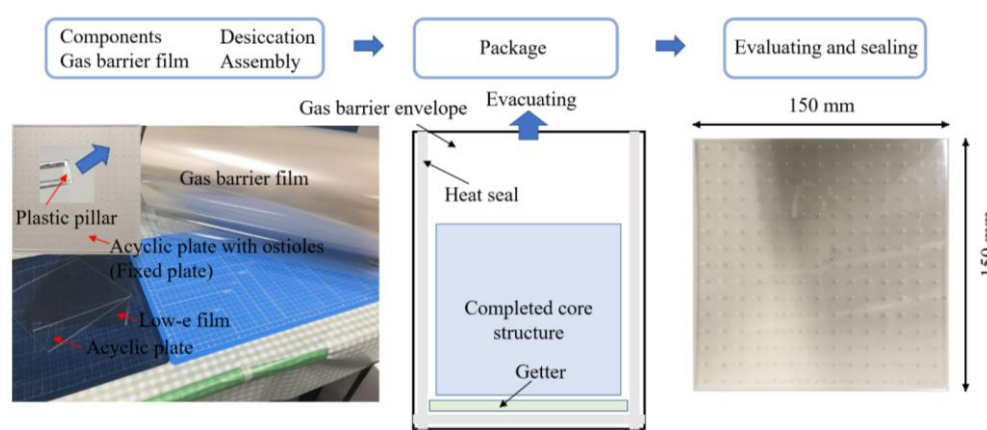 Components Desiccation
Gas barrier film Assembly
Package
Evaluating and sealing
Gas barrier envelope
Evacuating
150 mm
Gas barrier film
Heat seal
Plastic pillar
Acyclic plate with ostioles
(Fixed plate)
150 mm
Completed core
structure
Low-e film
Acyclic plate
Getter